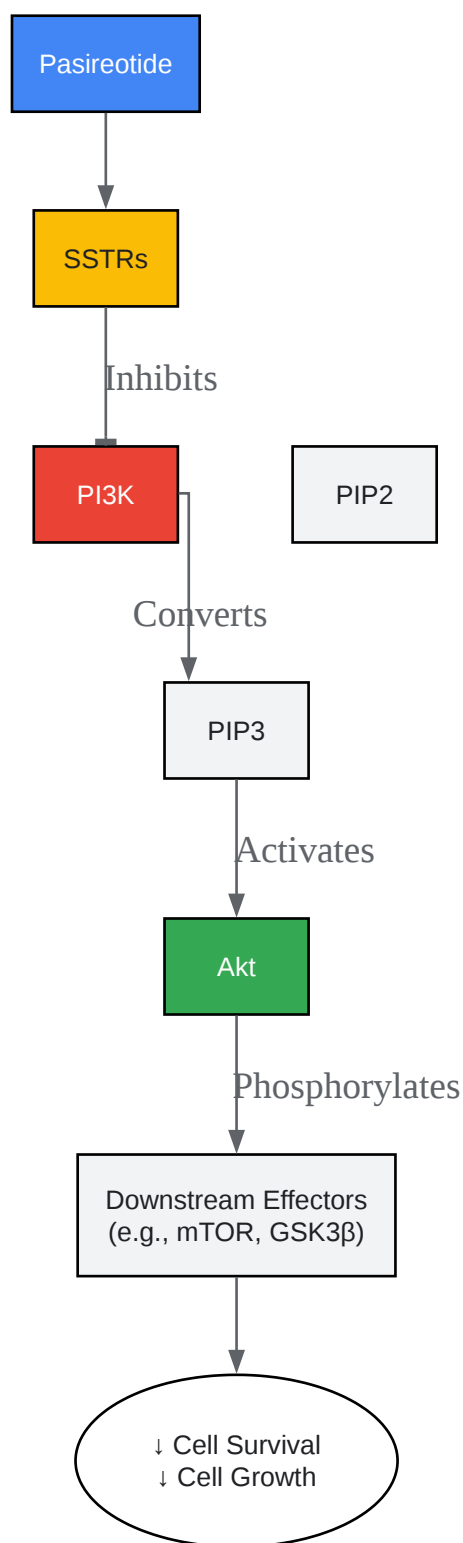 Pasireotide
SSTRs
Inhibits
PI3K
PIP2
Converts
PIP3
Activates
Akt
Phosphorylates
Downstream Effectors
(e.g., mTOR, GSK3β)
↓ Cell Survival
↓ Cell Growth